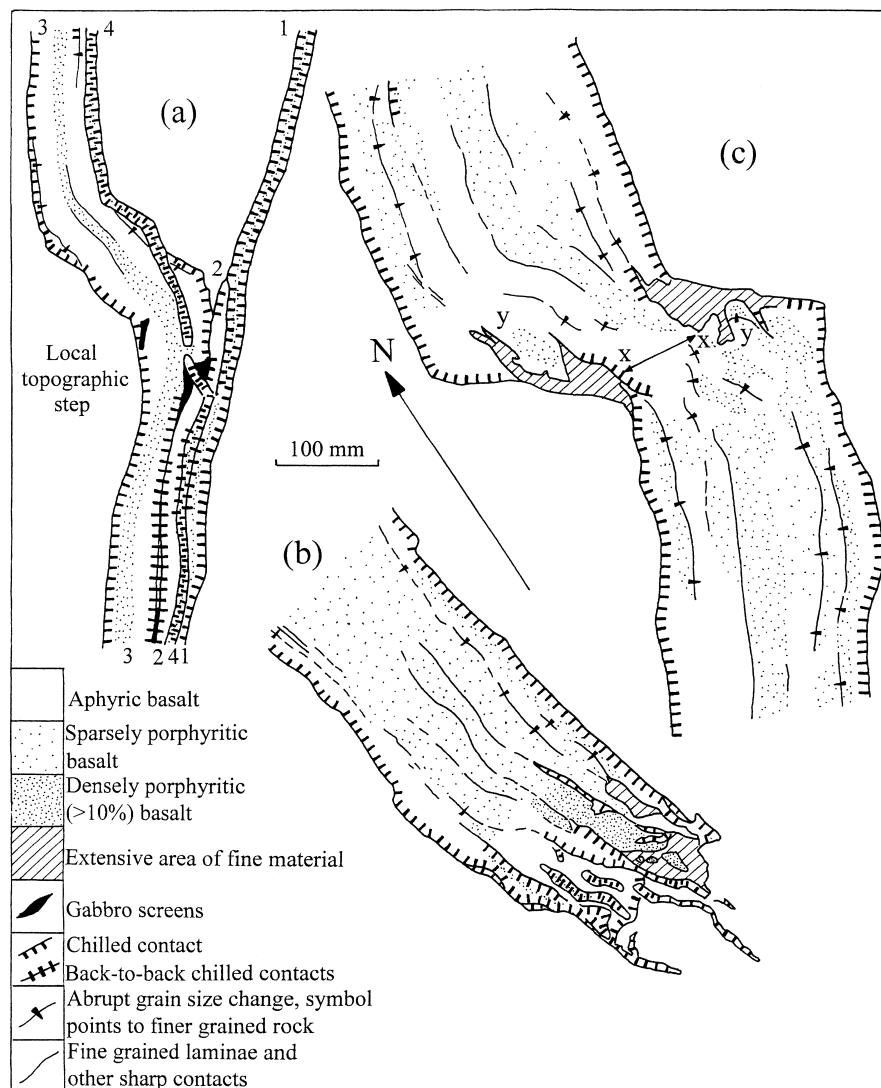 3
4
1
(a)
(c)
2
y
N
x
x
y
Local
topographic
step
100 mm
(b)
3
2
4
1
Aphyric basalt
Sparsely porphyritic
basalt
Densely porphyritic
(>10%) basalt
Extensive area of fine material
Gabbro screens
Chilled contact
Back-to-back chilled contacts
Abrupt grain size change, symbol
points to finer grained rock
Fine grained laminae and
other sharp contacts